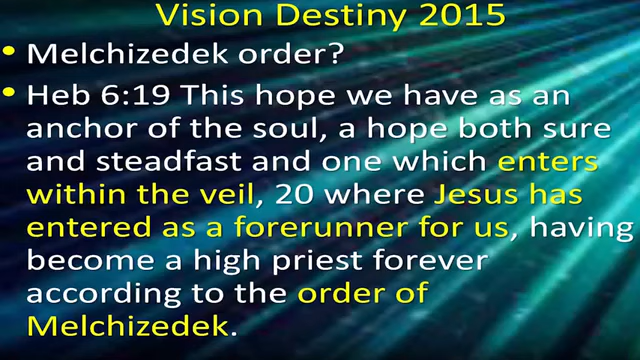 Vision Destiny 2015
• Melchizedek order?
• Heb 6:19 This hope we have as an
anchor of the soul, a hope both sure
and steadfast and one which enters
within the veil, 20 where Jesus has
entered as a forerunner for us, having
become a high priest forever
according to the order of
Melchizedek.